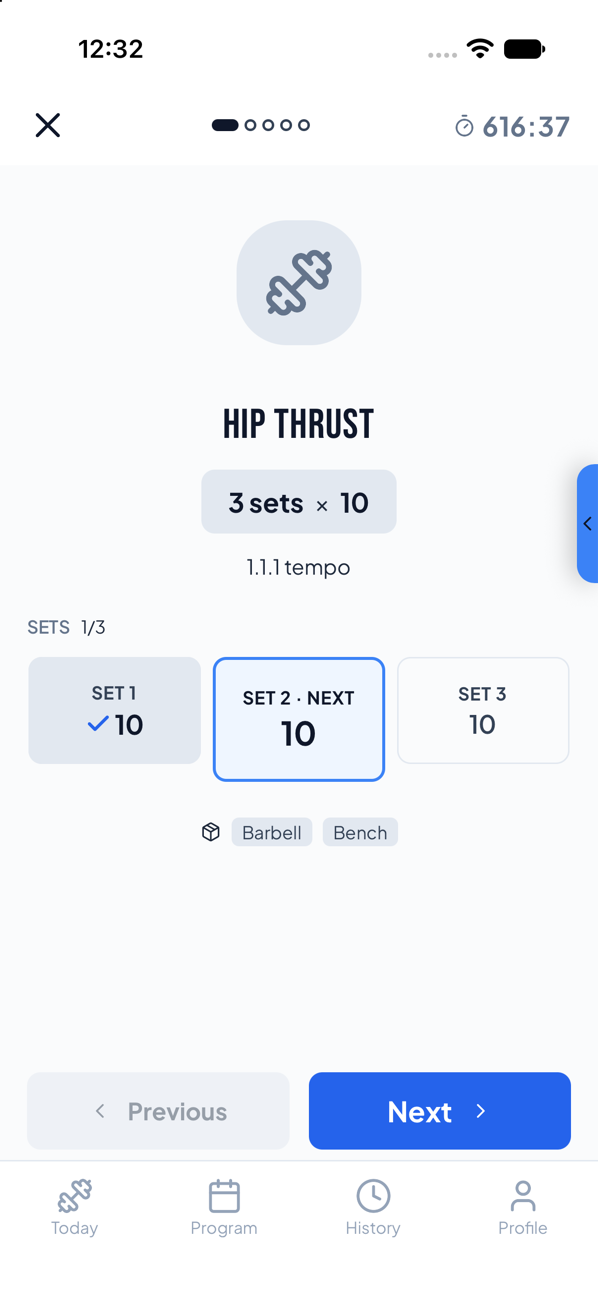 12:32
616:37
HIP THRUST
3 sets × 10
1.1.1 tempo
SETS 1/3
SET 1
10
SET 2 · NEXT
10
SET 3
10
Barbell Bench
Previous Next
Today Program History Profile